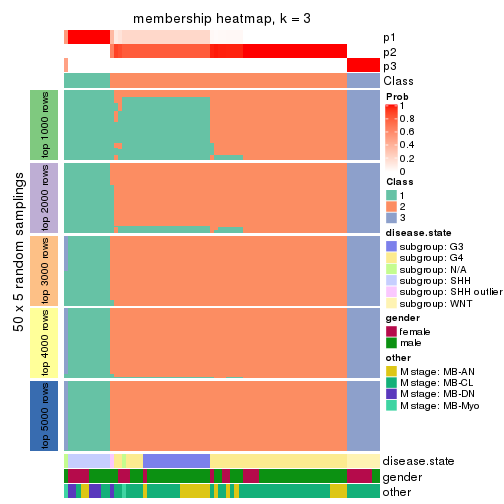 membership heatmap, k = 3
p1
p2
p3
Class
Prob
1
0.8
0.6
0.4
0.2
0
Class
1
2
3
disease.state
subgroup: G3
subgroup: G4
subgroup: N/A
subgroup: SHH
subgroup: SHH outlier
subgroup: WNT
gender
female
male
other
M stage: MB-AN
M stage: MB-CL
M stage: MB-DN
M stage: MB-Myo
50 x 5 random samplings
top 1000 rows
top 2000 rows
top 3000 rows
top 4000 rows
top 5000 rows
disease.state
gender
other